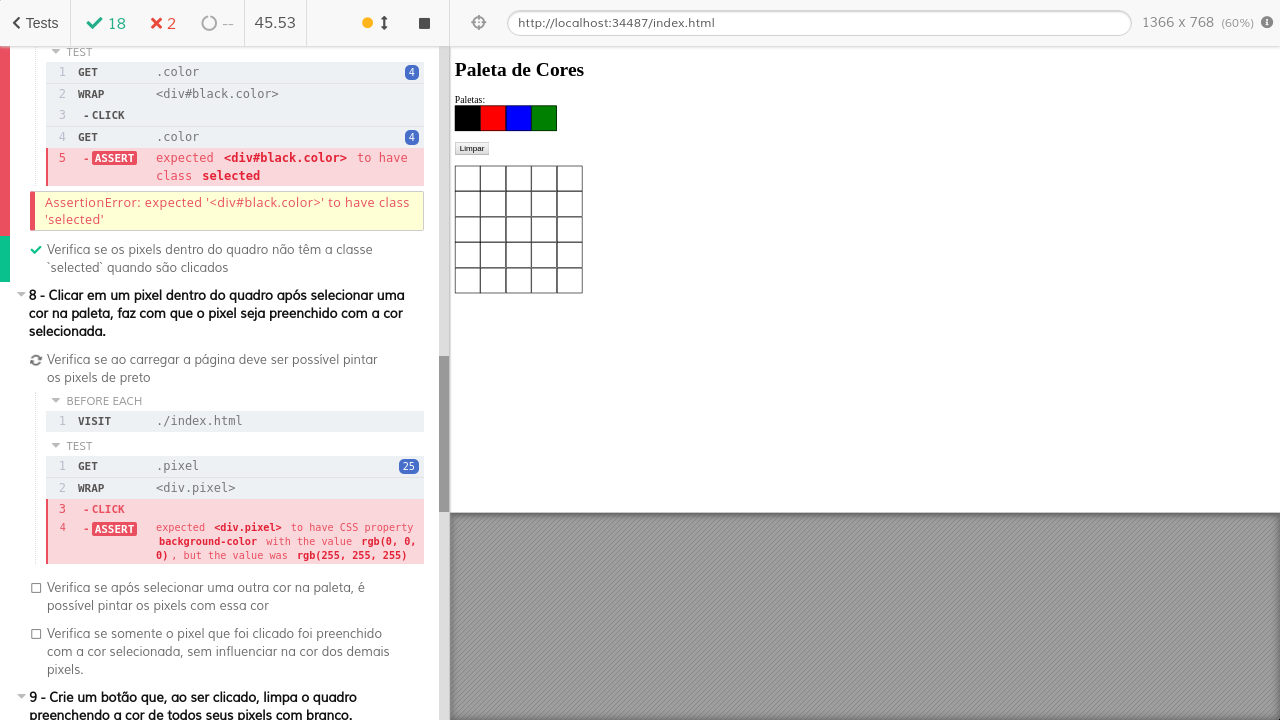 Tests
18
2
--
45.53
http://localhost:34487/index.html
1366 x 768 (60%)
TEST
1 GET .color 4
2 WRAP <div#black.color>
3 - CLICK
4 GET .color 4
5 - ASSERT expected <div#black.color> to have
class selected
AssertionError: expected '<div#black.color>' to have class
'selected'
Verifica se os pixels dentro do quadro não têm a classe
`selected` quando são clicados
8 - Clicar em um pixel dentro do quadro após selecionar uma
cor na paleta, faz com que o pixel seja preenchido com a cor
selecionada.
Verifica se ao carregar a página deve ser possível pintar
os pixels de preto
BEFORE EACH
1 VISIT ./index.html
TEST
1 GET .pixel 25
2 WRAP <div.pixel>
3 - CLICK
4 - ASSERT expected <div.pixel> to have CSS property
background-color with the value rgb(0, 0,
0) , but the value was rgb(255, 255, 255)
Verifica se após selecionar uma outra cor na paleta, é
possível pintar os pixels com essa cor
Verifica se somente o pixel que foi clicado foi preenchido
com a cor selecionada, sem influenciar na cor dos demais
pixels.
9 - Crie um botão que, ao ser clicado, limpa o quadro
preenchendo a cor de todos seus pixels com branco.
Paleta de Cores
Paletas:
Limpar